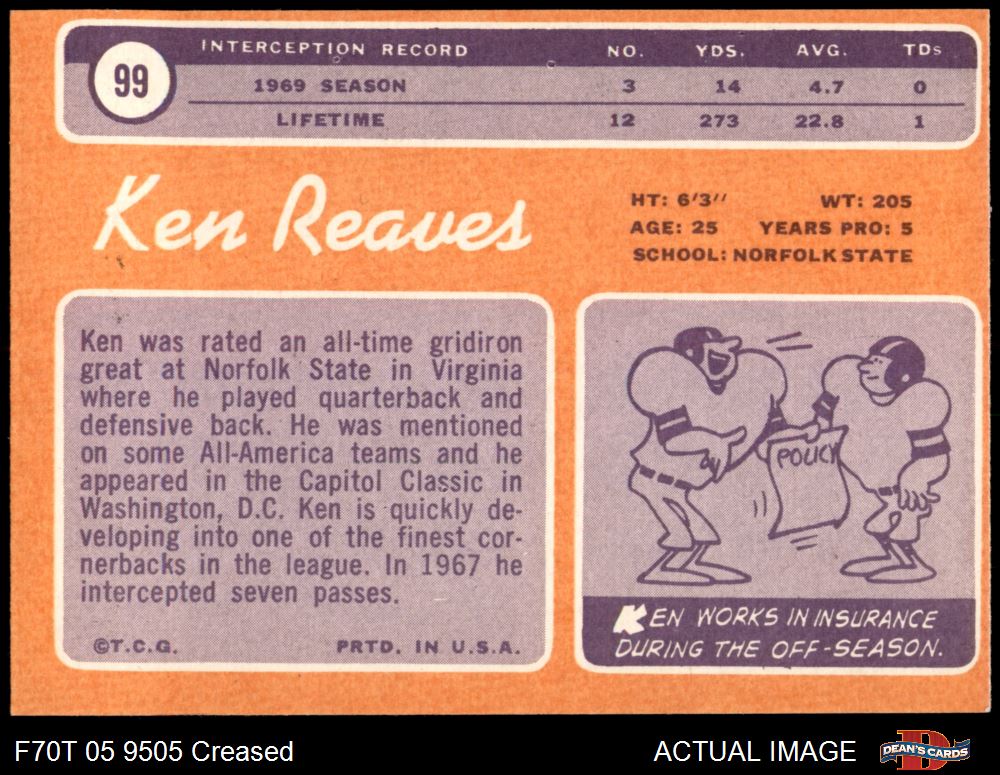 99
INTERCEPTION RECORD NO. YDS. AVG. TDs
1969 SEASON 3 14 4.7 0
LIFETIME 12 273 22.8 1
Ken Reaves
HT: 6'3" WT: 205
AGE: 25 YEARS PRO: 5
SCHOOL: NORFOLK STATE
Ken was rated an all-time gridiron
great at Norfolk State in Virginia
where he played quarterback and
defensive back. He was mentioned
on some All-America teams and he
appeared in the Capitol Classic in
Washington, D.C. Ken is quickly de-
veloping into one of the finest cor-
nerbacks in the league. In 1967 he
intercepted seven passes.
©T.C.G. PRTD. IN U.S.A.
POLICY
KEN WORKS IN INSURANCE
DURING THE OFF-SEASON.
F70T 05 9505 Creased
ACTUAL IMAGE
D
DEAN'S CARDS